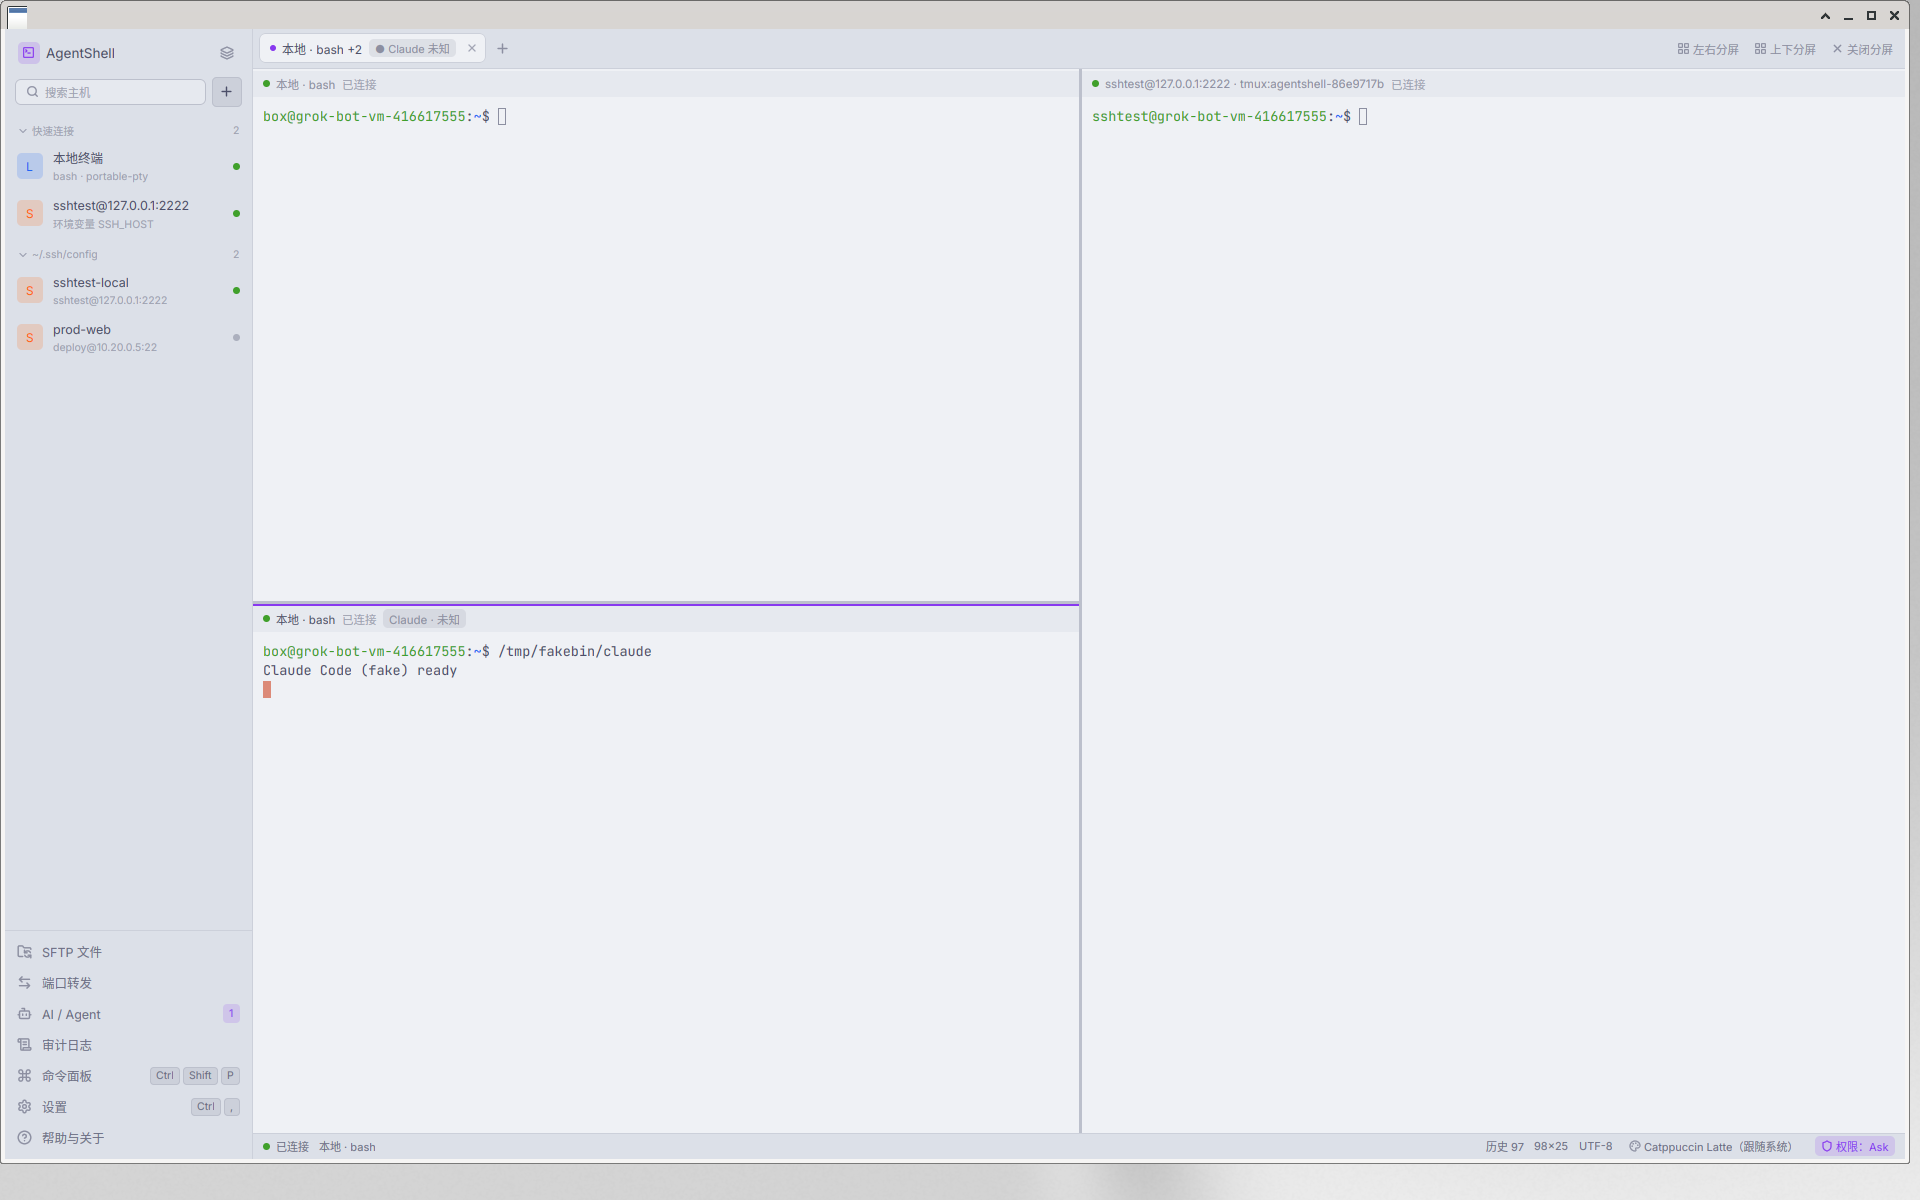 AgentShell
搜索主机
快速连接 2
L 本地终端
bash · portable-pty
S sshtest@127.0.0.1:2222
环境变量 SSH_HOST
~/.ssh/config 2
S sshtest-local
sshtest@127.0.0.1:2222
S prod-web
deploy@10.20.0.5:22
SFTP 文件
端口转发
AI / Agent 1
审计日志
命令面板 Ctrl Shift P
设置 Ctrl ,
帮助与关于
本地 · bash +2 Claude 未知
左右分屏 上下分屏 关闭分屏
本地 · bash 已连接
box@grok-bot-vm-416617555:~$
本地 · bash 已连接 Claude · 未知
box@grok-bot-vm-416617555:~$ /tmp/fakebin/claude
Claude Code (fake) ready
sshtest@127.0.0.1:2222 · tmux:agentshell-86e9717b 已连接
sshtest@grok-bot-vm-416617555:~$
已连接 本地 · bash
历史 97 98×25 UTF-8 Catppuccin Latte（跟随系统） 权限：Ask